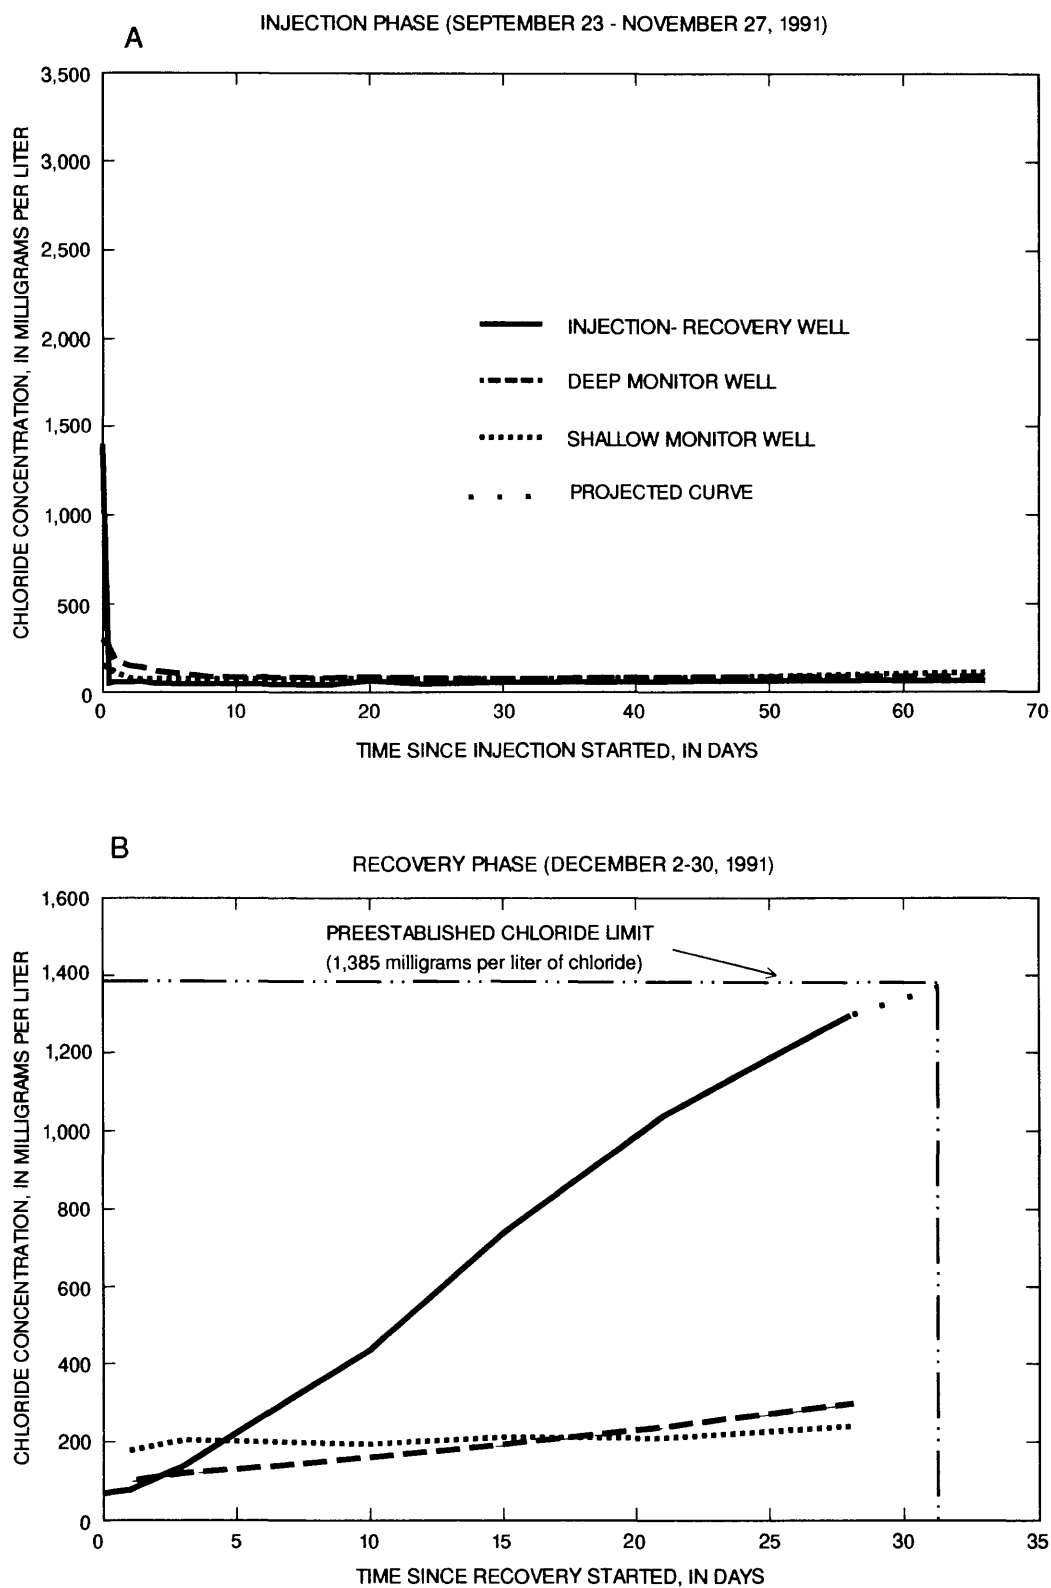 INJECTION PHASE (SEPTEMBER 23 - NOVEMBER 27, 1991)
A
3,500
3,000
2,500
2,000
1,500
1,000
500
0
CHLORIDE CONCENTRATION, IN MILLIGRAMS PER LITER
INJECTION- RECOVERY WELL
DEEP MONITOR WELL
SHALLOW MONITOR WELL
PROJECTED CURVE
0 10 20 30 40 50 60 70
TIME SINCE INJECTION STARTED, IN DAYS
B
RECOVERY PHASE (DECEMBER 2-30, 1991)
1,600
1,400
1,200
1,000
800
600
400
200
0
CHLORIDE CONCENTRATION, IN MILLIGRAMS PER LITER
PREESTABLISHED CHLORIDE LIMIT
(1,385 milligrams per liter of chloride)
0 5 10 15 20 25 30 35
TIME SINCE RECOVERY STARTED, IN DAYS